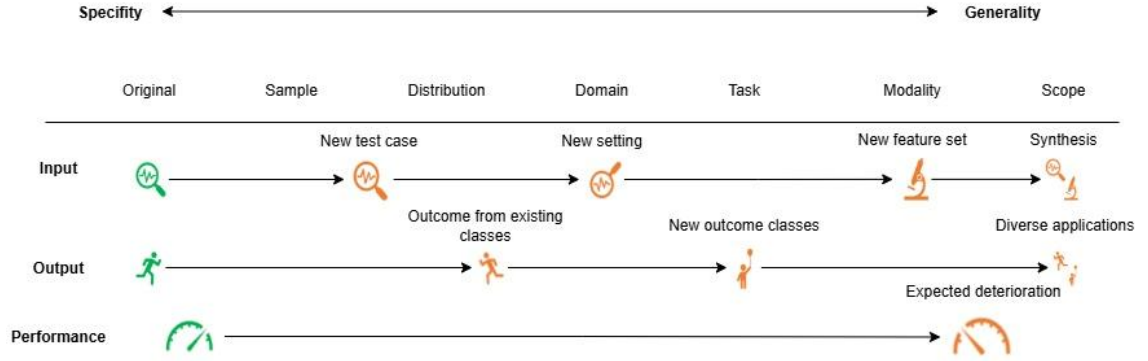 Specifity Generality
Original Sample Distribution Domain Task Modality Scope
New test case New setting New feature set Synthesis
Input
Outcome from existing
classes
New outcome classes Diverse applications
Output
Expected deterioration
Performance